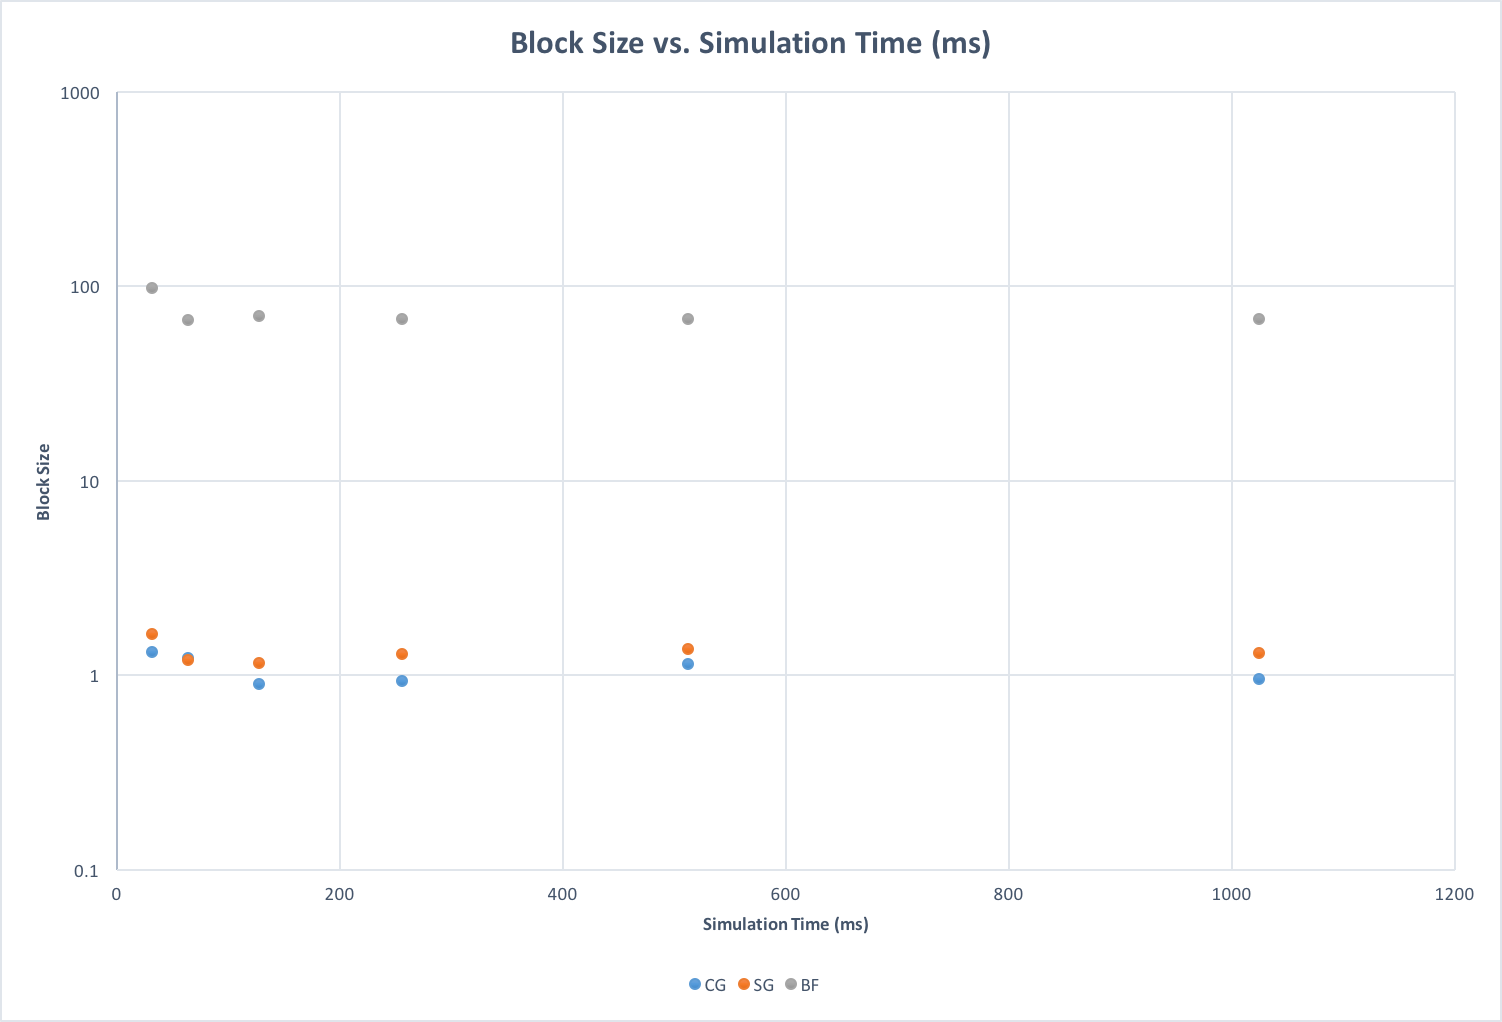 Block Size vs. Simulation Time (ms)
1000
100
10
1
0.1
Block Size
0 200 400 600 800 1000 1200
Simulation Time (ms)
CG SG BF